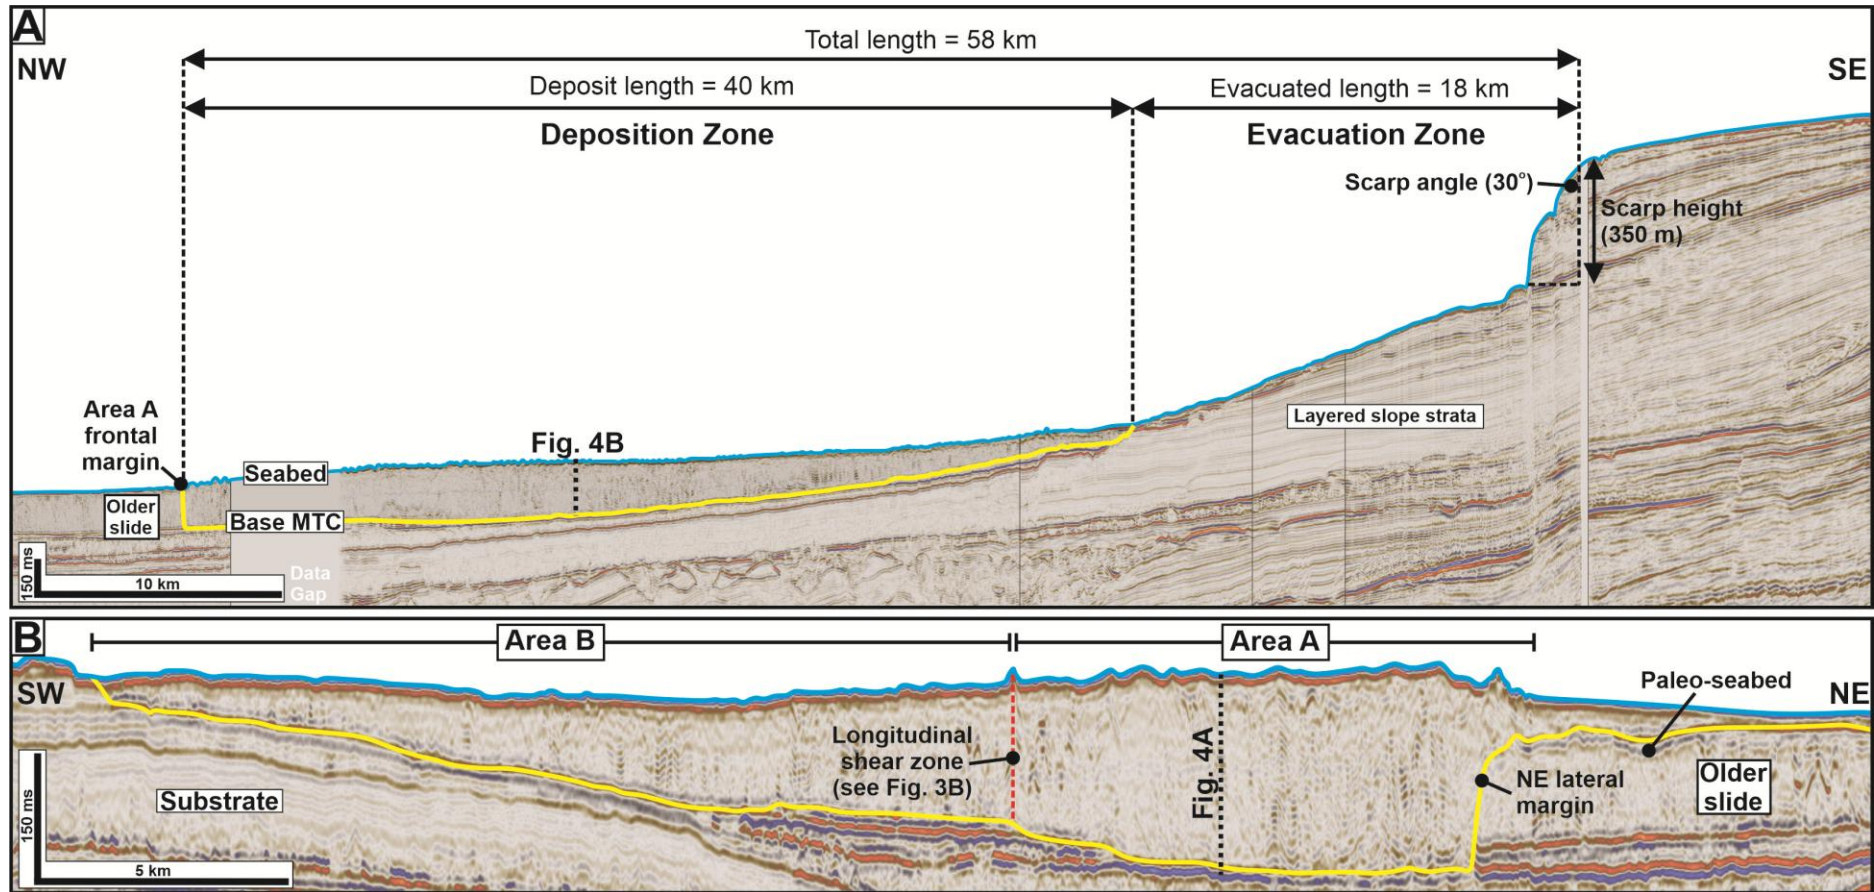 A
NW
SE
Total length = 58 km
Deposit length = 40 km
Evacuated length = 18 km
Deposition Zone
Evacuation Zone
Scarp angle (30°)
Scarp height
(350 m)
Layered slope strata
Area A
frontal
margin
Fig. 4B
Seabed
Older
slide
Base MTC
150 ms
10 km
Data
Gap
B
Area B
Area A
SW
NE
Paleo-seabed
Longitudinal
shear zone
(see Fig. 3B)
Fig. 4A
NE lateral
margin
Older
slide
Substrate
150 ms
5 km